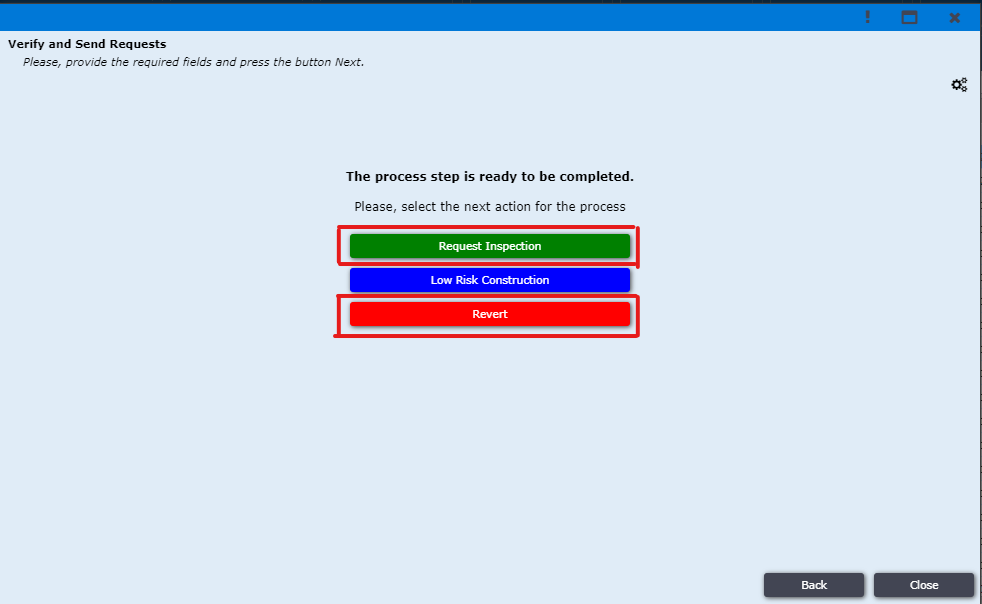 Verify and Send Requests
Please, provide the required fields and press the button Next.
The process step is ready to be completed.
Please, select the next action for the process
Request Inspection
Low Risk Construction
Revert
Back
Close